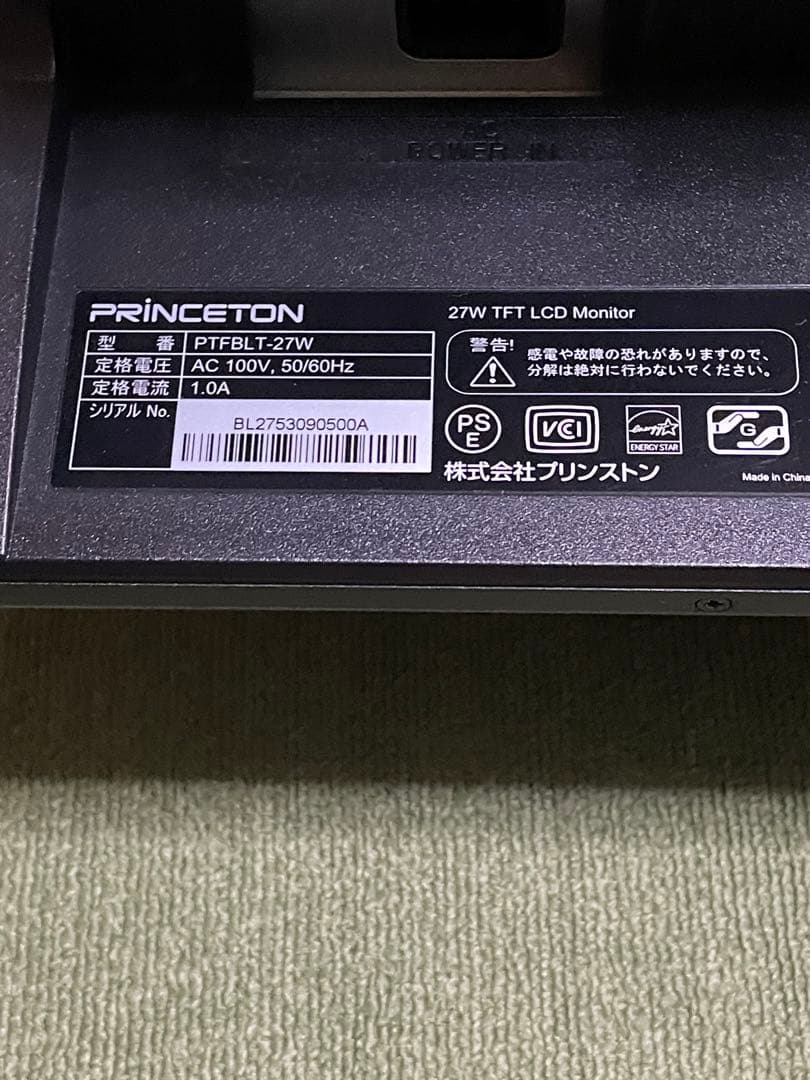 AC
POWER IN
PRINCETON
27W TFT LCD Monitor
型 番 PTFBLT-27W
定格電圧 AC 100V, 50/60Hz
定格電流 1.0A
シリアル No. BL2753090500A
警告!
感電や故障の恐れがありますので、
分解は絶対に行わないでください。
PS
E
VCCI
energy
ENERGY STAR
G
株式会社プリンストン
Made in China